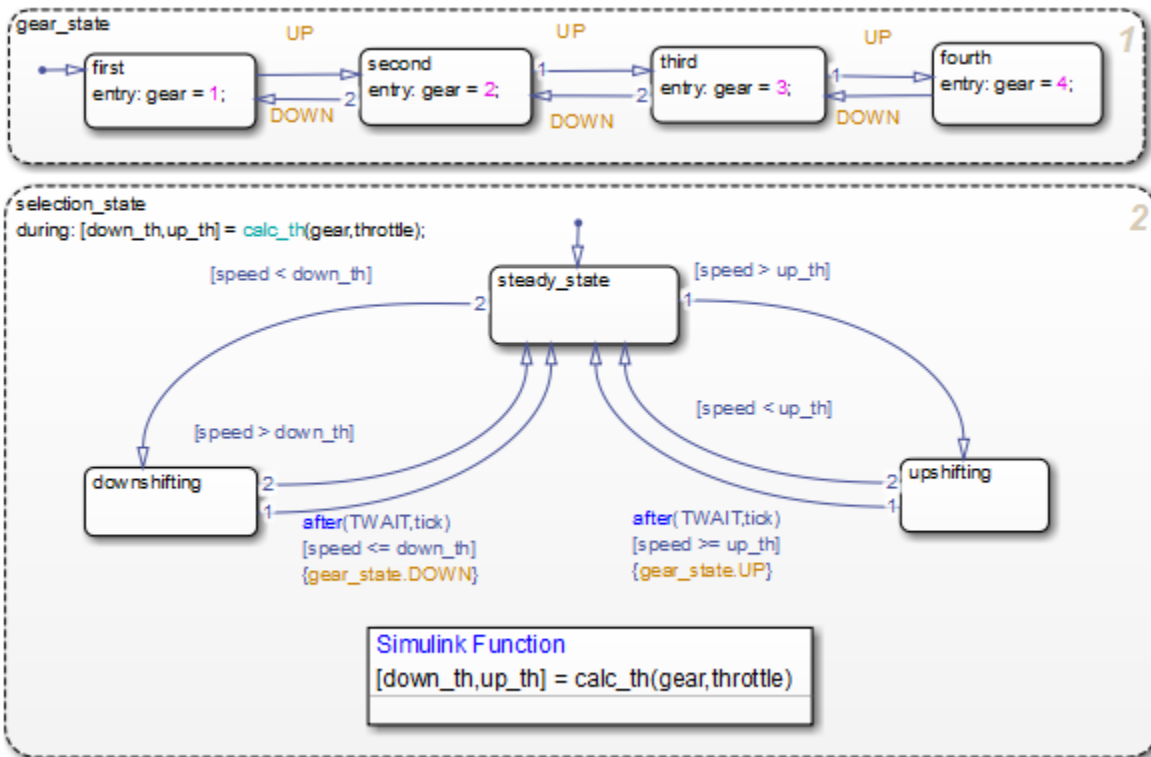 gear_state
1
UP
UP
UP
first
entry: gear = 1;
second
entry: gear = 2;
third
entry: gear = 3;
fourth
entry: gear = 4;
1
2
1
2
1
DOWN
DOWN
DOWN
selection_state
2
during: [down_th,up_th] = calc_th(gear,throttle);
[speed < down_th]
steady_state
[speed > up_th]
2
1
[speed > down_th]
[speed < up_th]
downshifting
2
1
upshifting
2
1
after(TWAIT,tick)
[speed <= down_th]
{gear_state.DOWN}
after(TWAIT,tick)
[speed >= up_th]
{gear_state.UP}
Simulink Function
[down_th,up_th] = calc_th(gear,throttle)